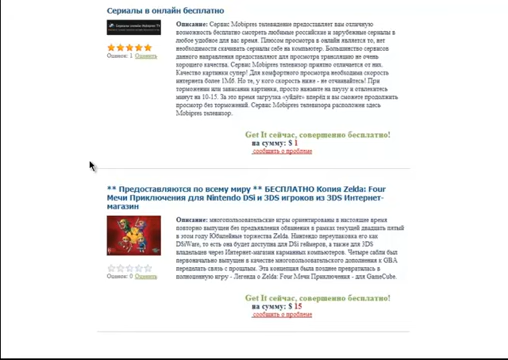 Сериалы в онлайн бесплатно
Описание: Сервис Mobipres телевидение предоставляет вам отличную
возможность бесплатно смотреть любимые российские и зарубежные сериалы в
любое удобное для вас время. Плюсом просмотра в онлайн является то, нет
необходимости скачивать сериалы себе на компьютер. Большинство сервисов
данного направления предоставляют для просмотра трансляцию не очень
хорошего качества. Сервис Mobipres телевизор приятно отличается от них.
Качество картинки супер! Для комфортного просмотра необходима скорость
интернета более 1Мб. Но те, у кого скорость ниже - не отчаивайтесь! При
торможении или зависании картинки, просто нажмите на паузу и отвлекитесь
минут на 10-15. За это время загрузка «уйдёт» вперёд и вы сможете продолжить
просмотр без торможений. Сервис Mobipres телевизора расположен здесь
Mobipres телевизор.
Оценок: 1 Оценить
Get It сейчас, совершенно бесплатно!
на сумму: $ 1
сообщить о проблеме
** Предоставляются по всему миру ** БЕСПЛАТНО Копия Zelda: Four
Мечи Приключения для Nintendo DSi и 3DS игроков из 3DS Интернет-
магазин
Описание: многопользовательские игры ориентированы в настоящее время
повторно выпущен без предъявления обвинения в рамках текущей двадцать пятый
в этом году Юбилейные торжества Zelda. Нинтендо переупаковка его как
DSiWare, то есть она будет доступна для DSi геймеров, а также для 3DS
владельцев через Интернет-магазин карманных компьютеров. Четыре сабли был
первоначально выпущен в качестве многопользовательского дополнения к GBA
переделать связь с прошлым. Эта концепция была позднее превратилась в
полноценную игру - Легенда о Zelda: Four Мечи Приключения - для GameCube.
Оценок: 0 Оценить
Get It сейчас, совершенно бесплатно!
на сумму: $ 15
сообщить о проблеме